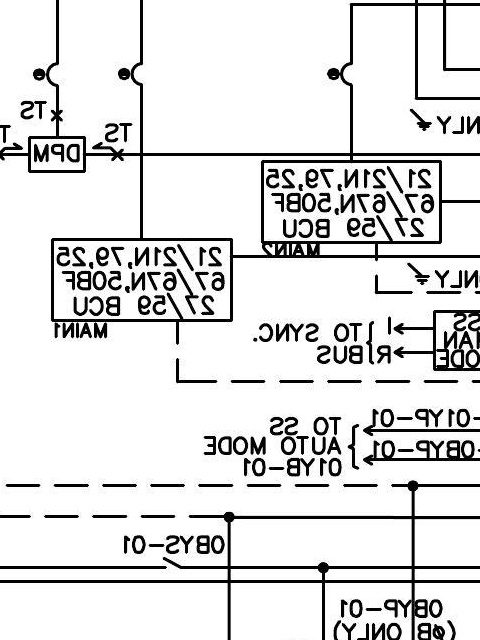 TS
TS
T
DPM
21/21N,79,25
67/67N,50BF
27/59 BCU
MAIN2
21/21N,79,25
67/67N,50BF
27/59 BCU
MAIN1
NLY
NLY
TO SYNC.
R/BUS
SS
HAN
ODE
TO SS
AUTO MODE
01YB-01
01YP-01
0BYP-01
0BYS-01
0BYP-01
(ØB ONLY)